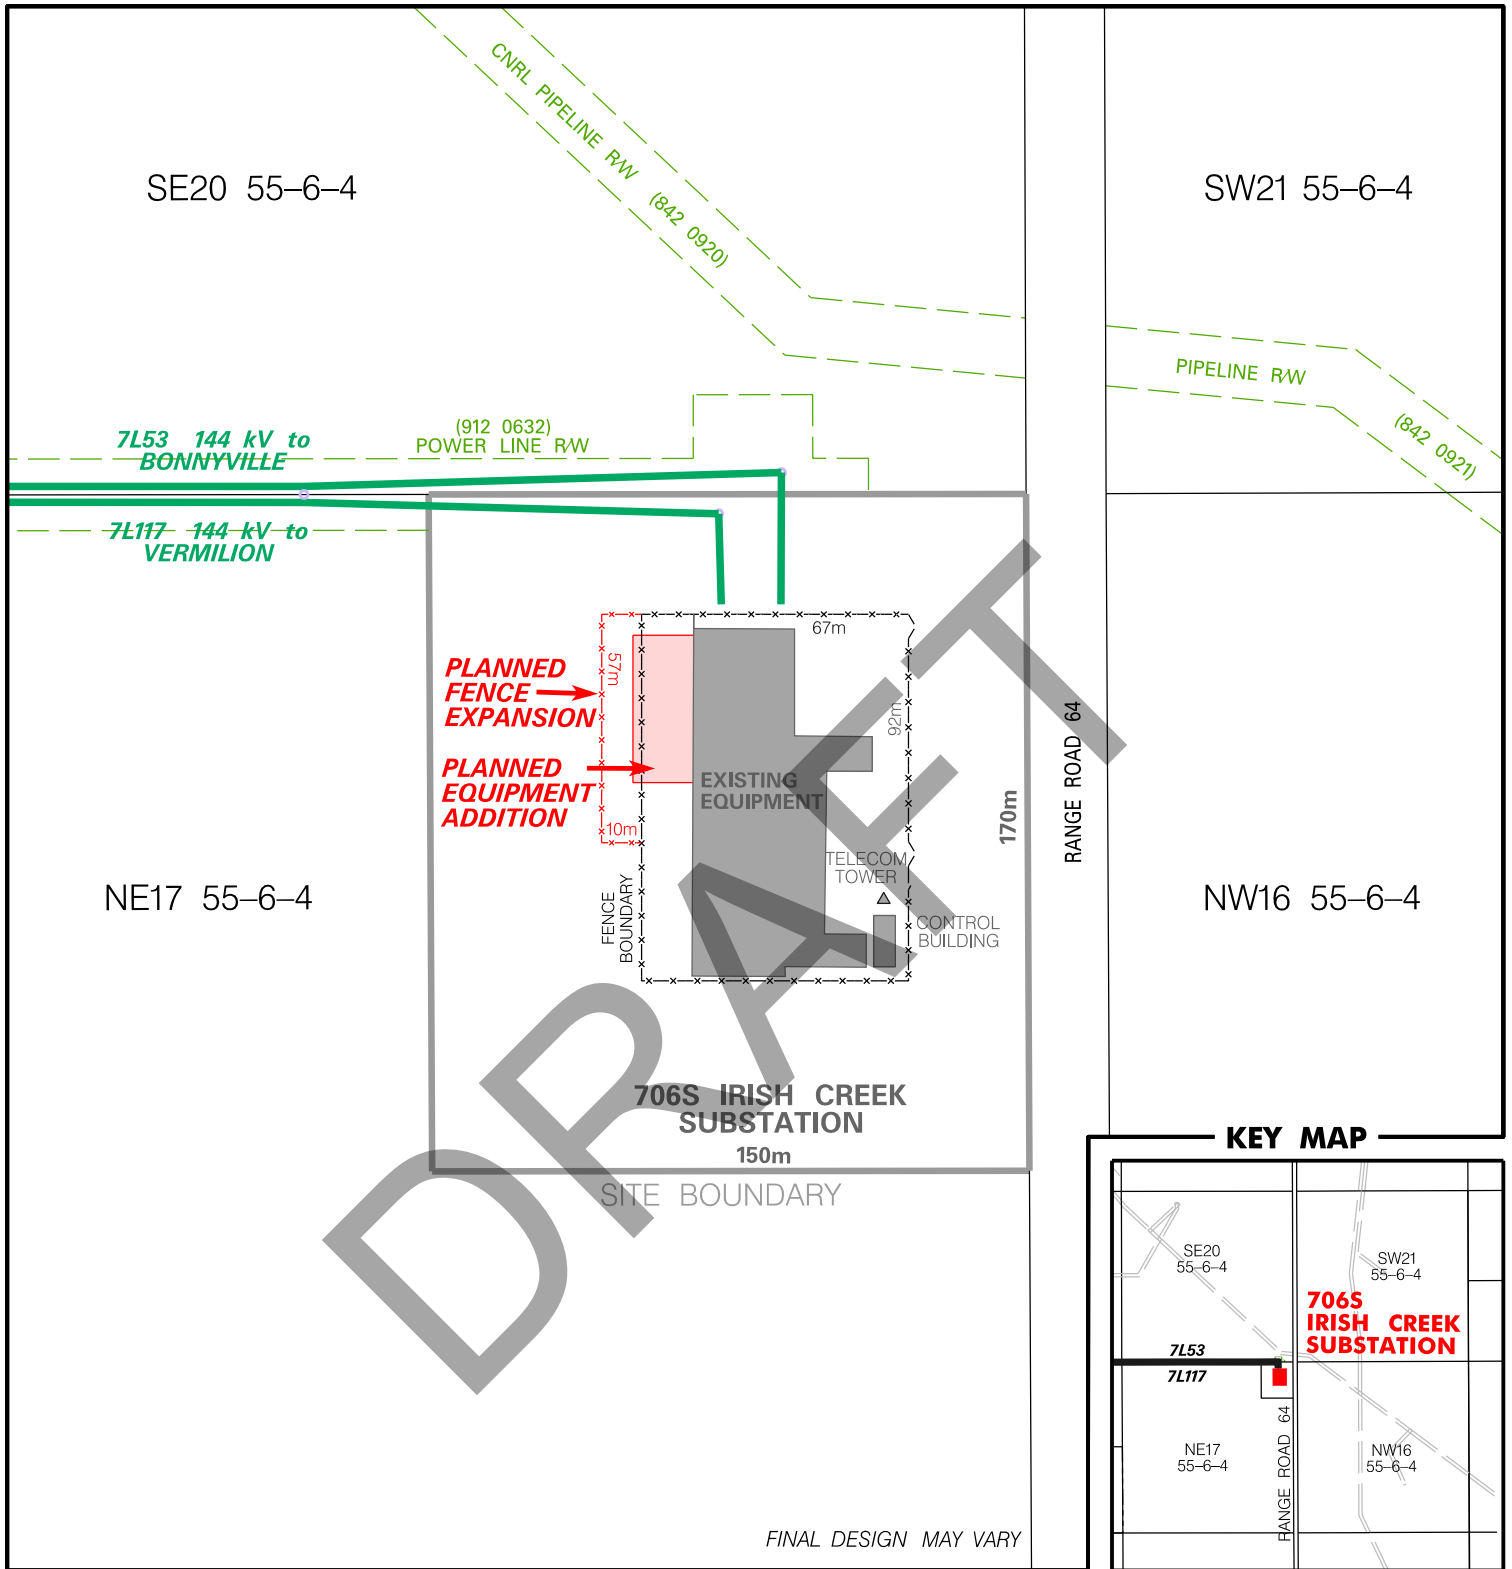 CNRL PIPELINE R/W (842 0920)
SE20 55-6-4
SW21 55-6-4
PIPELINE R/W
(842 0921)
7L53 144 kV to
BONNYVILLE
(912 0632)
POWER LINE R/W
7L117 144 kV to
VERMILION
67m
57m
PLANNED
FENCE
EXPANSION
92m
RANGE ROAD 64
PLANNED
EQUIPMENT
ADDITION
EXISTING
EQUIPMENT
10m
170m
TELECOM
TOWER
NE17 55-6-4
FENCE
BOUNDARY
CONTROL
BUILDING
NW16 55-6-4
706S IRISH CREEK
SUBSTATION
150m
SITE BOUNDARY
DRAFT
FINAL DESIGN MAY VARY
KEY MAP
SE20
55-6-4
SW21
55-6-4
706S
IRISH CREEK
SUBSTATION
7L53
7L117
RANGE ROAD 64
NE17
55-6-4
NW16
55-6-4